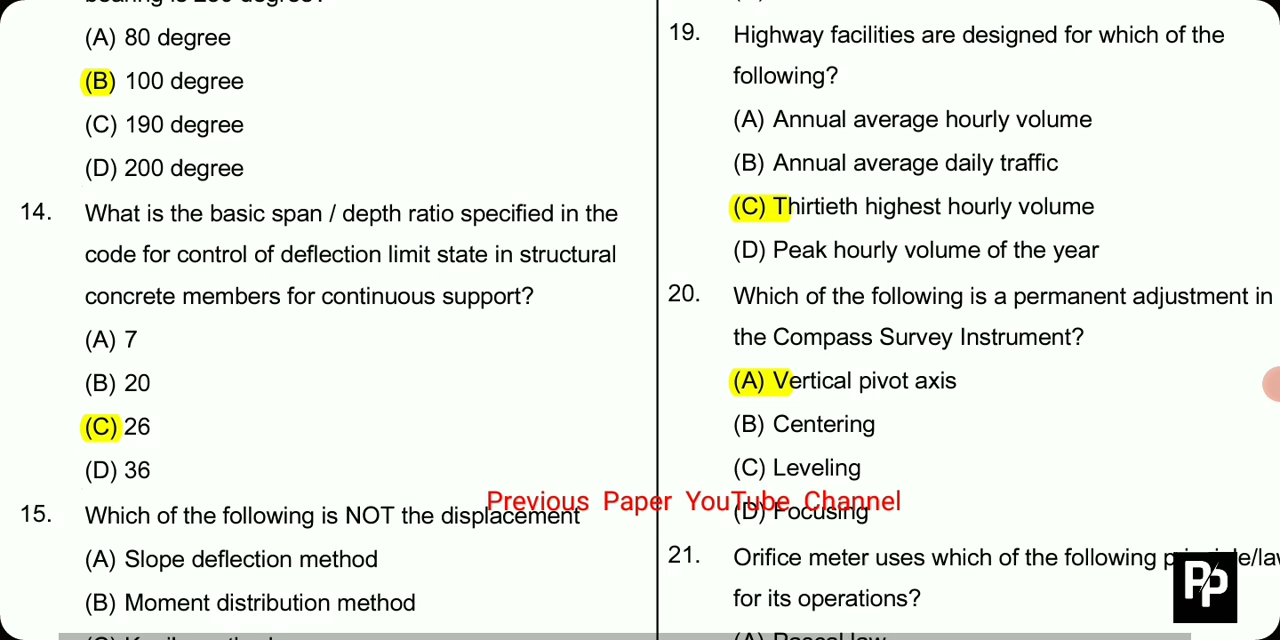 (A) 80 degree
(B) 100 degree
(C) 190 degree
(D) 200 degree
14. What is the basic span / depth ratio specified in the
code for control of deflection limit state in structural
concrete members for continuous support?
(A) 7
(B) 20
(C) 26
(D) 36
15. Which of the following is NOT the displacement
(A) Slope deflection method
(B) Moment distribution method
19. Highway facilities are designed for which of the
following?
(A) Annual average hourly volume
(B) Annual average daily traffic
(C) Thirtieth highest hourly volume
(D) Peak hourly volume of the year
20. Which of the following is a permanent adjustment in
the Compass Survey Instrument?
(A) Vertical pivot axis
(B) Centering
(C) Leveling
(D) Focusing
21. Orifice meter uses which of the following
for its operations?
(A) Pascal law
Previous Paper YouTube Channel
Pp